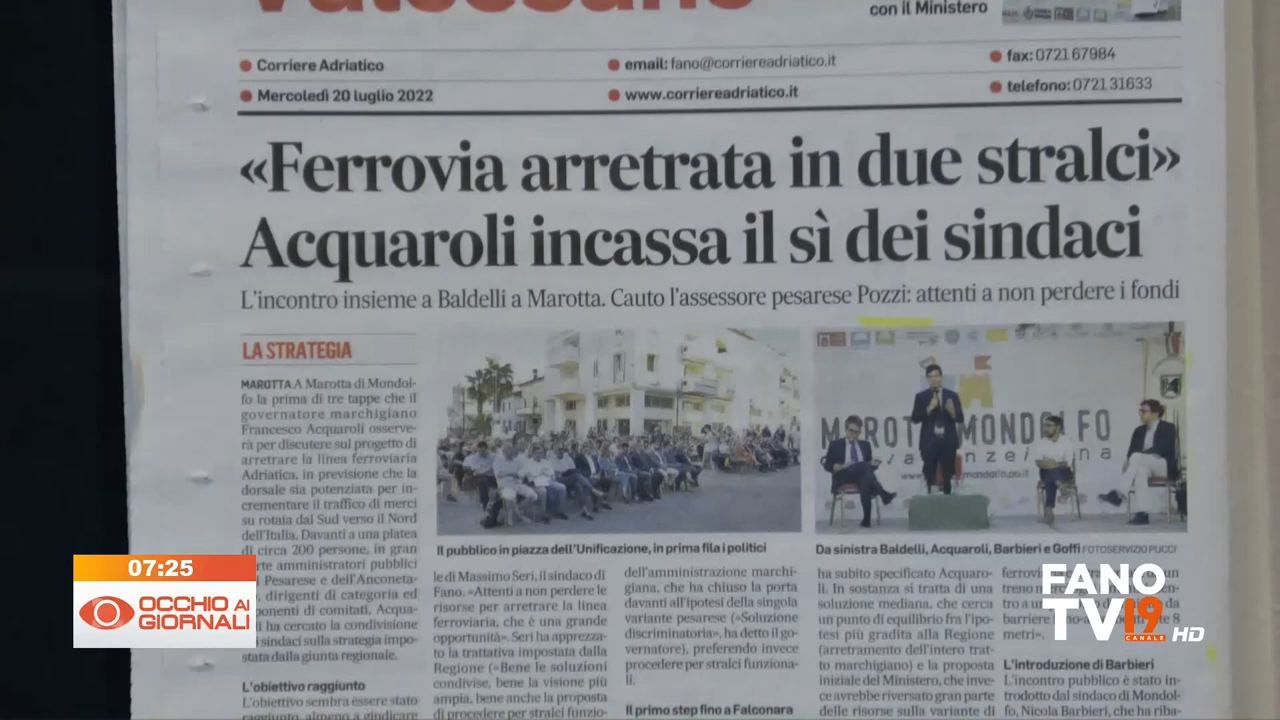 con il Ministero
Corriere Adriatico
email: fano@corriereadriatico.it
fax: 0721 67984
Mercoledì 20 luglio 2022
www.corriereadriatico.it
telefono: 0721 31633
«Ferrovia arretrata in due stralci»
Acquaroli incassa il sì dei sindaci
L'incontro insieme a Baldelli a Marotta. Cauto l'assessore pesarese Pozzi: attenti a non perdere i fondi
LA STRATEGIA
MAROTTA A Marotta di Mondol-
fo la prima di tre tappe che il
governatore marchigiano
Francesco Acquaroli osserve-
rà per discutere sul progetto di
arretrare la linea ferroviaria
Adriatica, in previsione che la
dorsale sia potenziata per in-
crementare il traffico di merci
su rotaia dal Sud verso il Nord
dell'Italia. Davanti a una platea
di circa 200 persone, in gran
rte amministratori pubblici
l Pesarese e dell'Anconeta-
dirigenti di categoria ed
ponenti di comitati, Acqua-
li ha cercato la condivisione
i sindaci sulla strategia impo-
stata dalla giunta regionale.
L'obiettivo raggiunto
L'obiettivo sembra essere stato
raggiunto, almeno a giudicare
Il pubblico in piazza dell'Unificazione, in prima fila i politici
le di Massimo Seri, il sindaco di
Fano. «Attenti a non perdere le
risorse per arretrare la linea
ferroviaria, che è una grande
opportunità». Seri ha apprezza-
to la trattativa impostata dalla
Regione («Bene le soluzioni
condivise, bene la visione più
ampia, bene anche la proposta
di procedere per stralci funzio-
dell'amministrazione marchi-
giana, che ha chiuso la porta
davanti all'ipotesi della singola
variante pesarese («Soluzione
discriminatoria», ha detto il go-
vernatore), preferendo invece
procedere per stralci funziona-
li.
Il primo step fino a Falconara
MAROTTA MONDOLFO
Da sinistra Baldelli, Acquaroli, Barbieri e Goffi FOTOSERVIZIO PUCCI
ha subito specificato Acquaro-
li. In sostanza si tratta di una
soluzione mediana, che cerca
un punto di equilibrio fra l'ipo-
tesi più gradita alla Regione
(arretramento dell'intero trat-
to marchigiano) e la proposta
iniziale del Ministero, che inve-
ce avrebbe riversato gran parte
delle risorse sulla variante di
ferrov
treno
tro a u
barriere
metri».
L'introduzione di Barbieri
L'incontro pubblico è stato in-
trodotto dal sindaco di Mondol-
fo, Nicola Barbieri, che ha riba-
07:25
OCCHIO AI
GIORNALI
FANO
TV 19
CANALE
HD